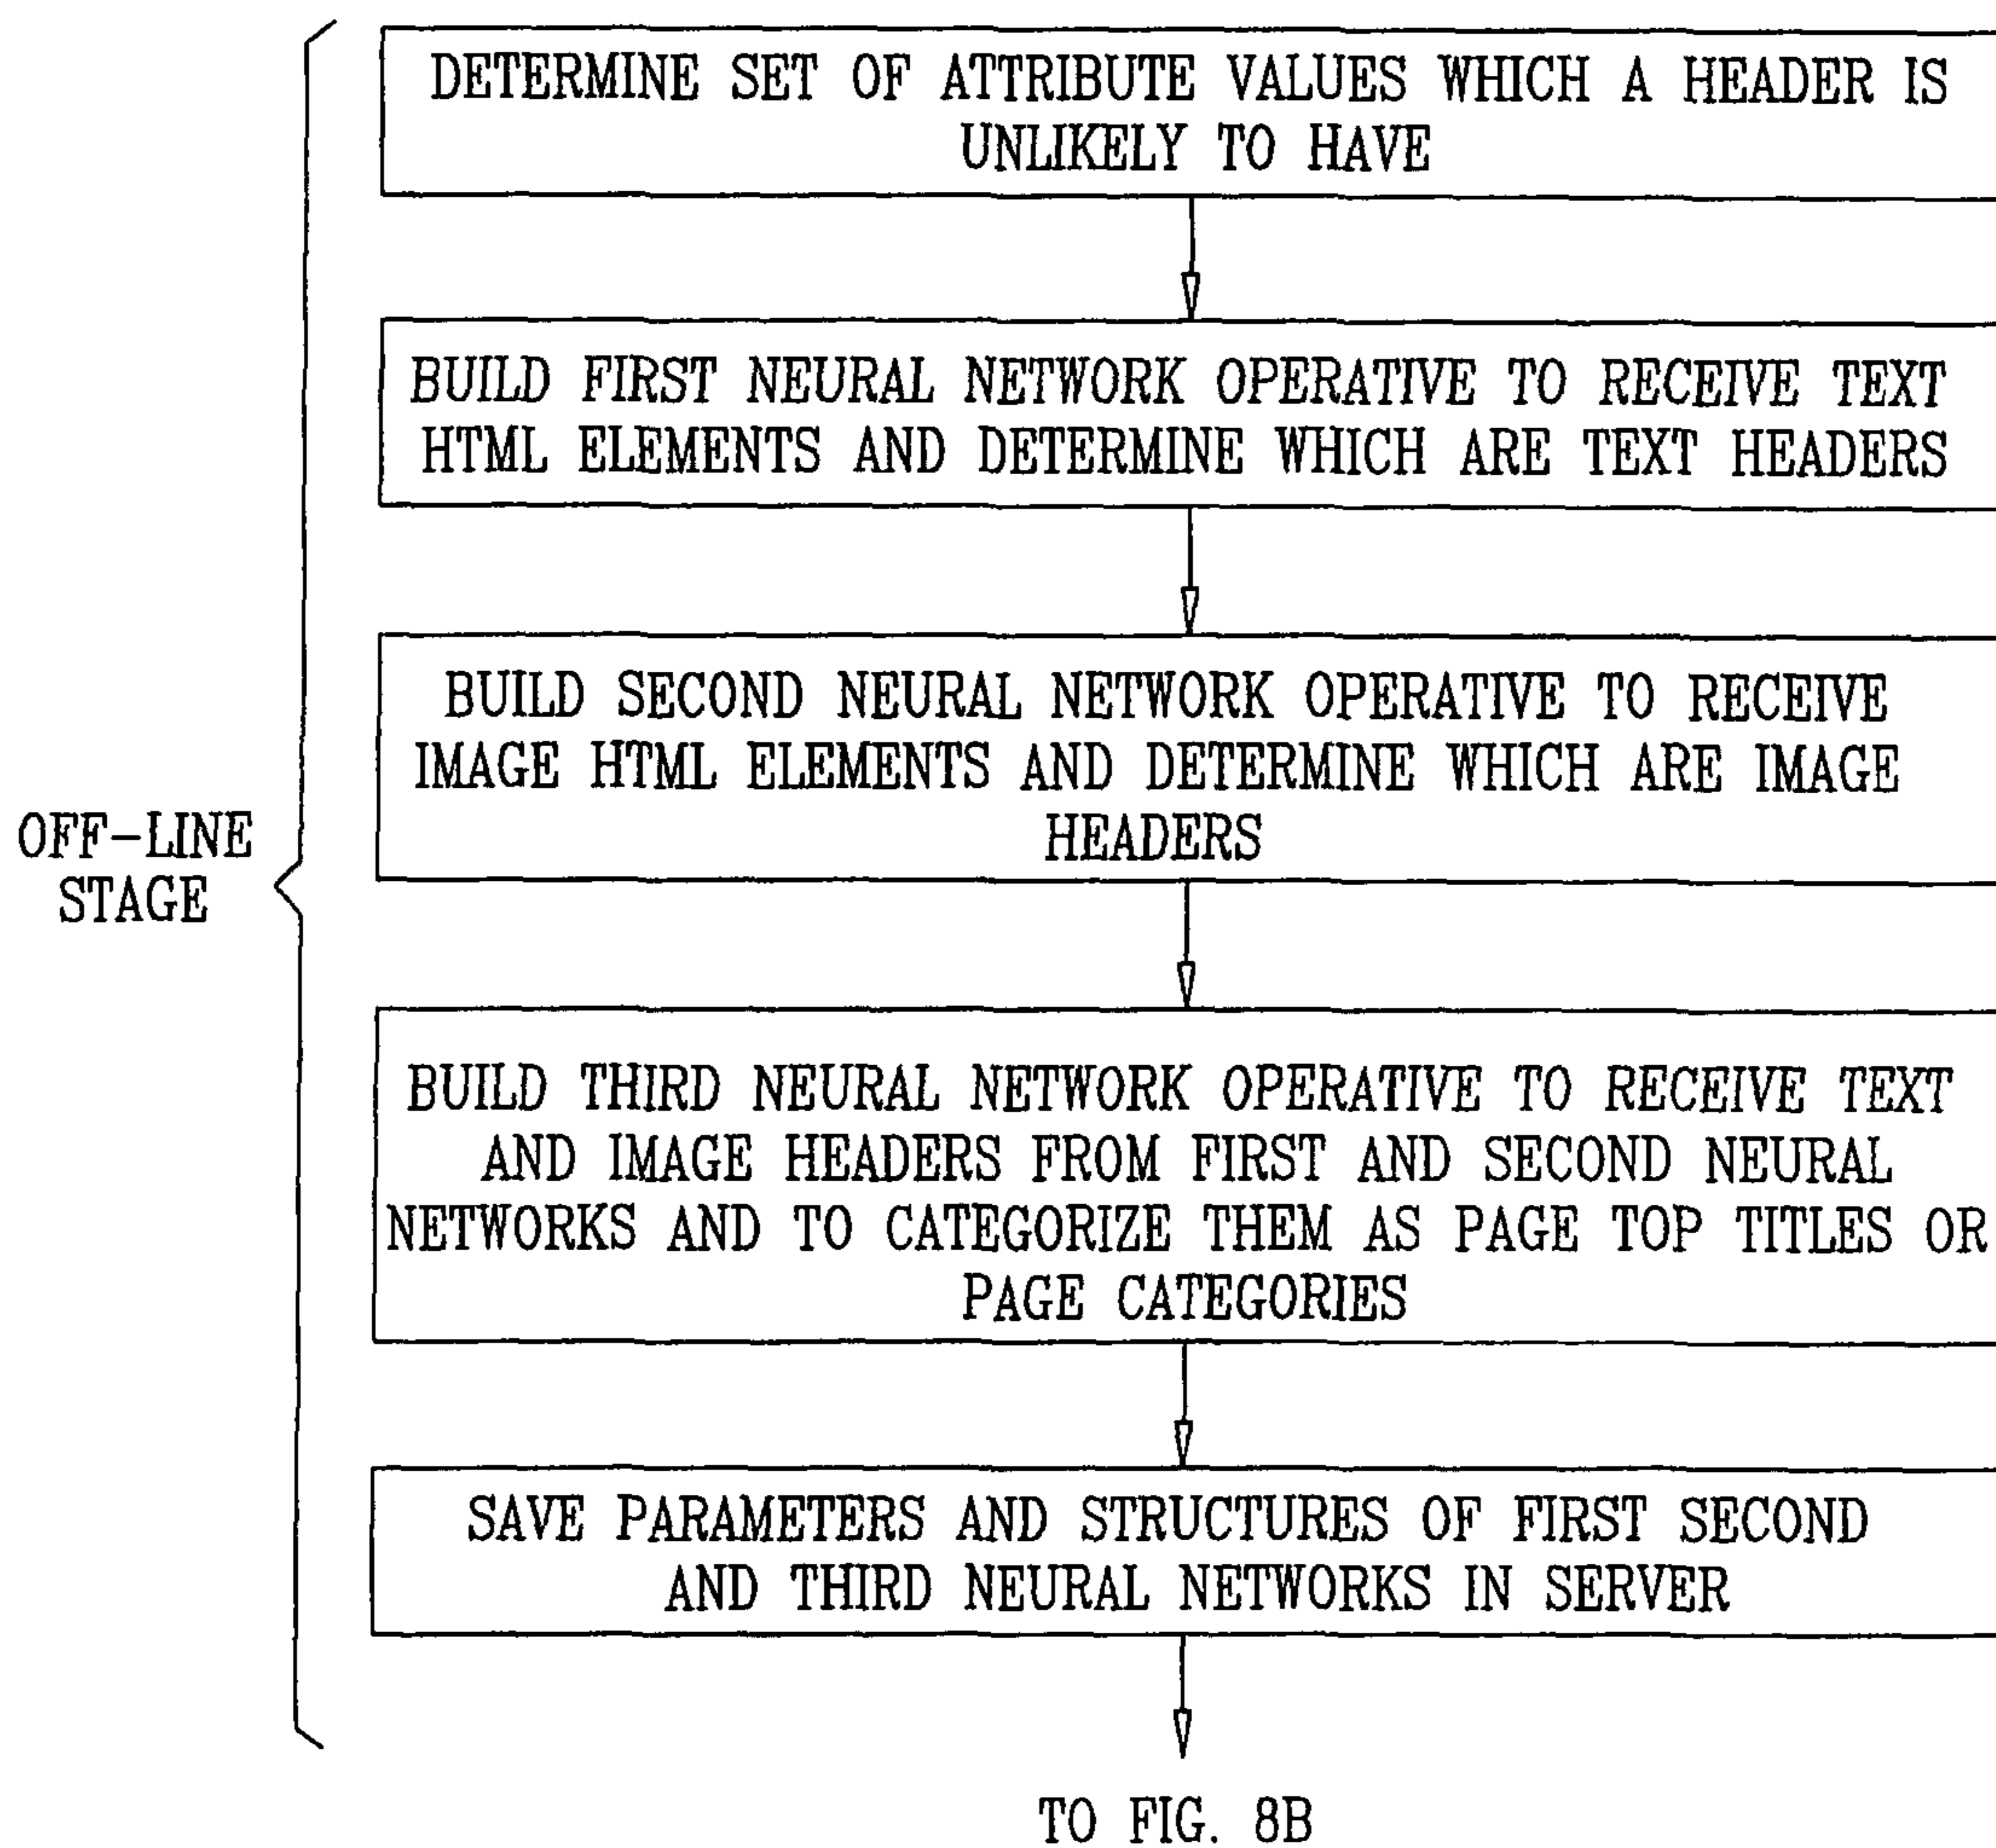 DETERMINE SET OF ATTRIBUTE VALUES WHICH A HEADER IS
UNLIKELY TO HAVE
BUILD FIRST NEURAL NETWORK OPERATIVE TO RECEIVE TEXT
HTML ELEMENTS AND DETERMINE WHICH ARE TEXT HEADERS
BUILD SECOND NEURAL NETWORK OPERATIVE TO RECEIVE
IMAGE HTML ELEMENTS AND DETERMINE WHICH ARE IMAGE
HEADERS
OFF-LINE
STAGE
BUILD THIRD NEURAL NETWORK OPERATIVE TO RECEIVE TEXT
AND IMAGE HEADERS FROM FIRST AND SECOND NEURAL
NETWORKS AND TO CATEGORIZE THEM AS PAGE TOP TITLES OR
PAGE CATEGORIES
SAVE PARAMETERS AND STRUCTURES OF FIRST SECOND
AND THIRD NEURAL NETWORKS IN SERVER
TO FIG. 8B